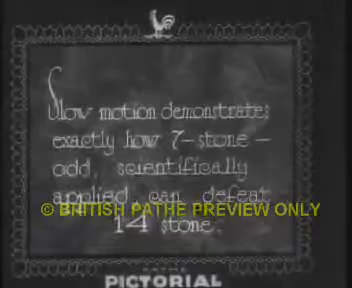 Slow motion demonstrates
exactly how 7-stone-
odd, scientifically
applied, can defeat
© BRITISH PATHE PREVIEW ONLY
14 stone.
PATHE
PICTORIAL